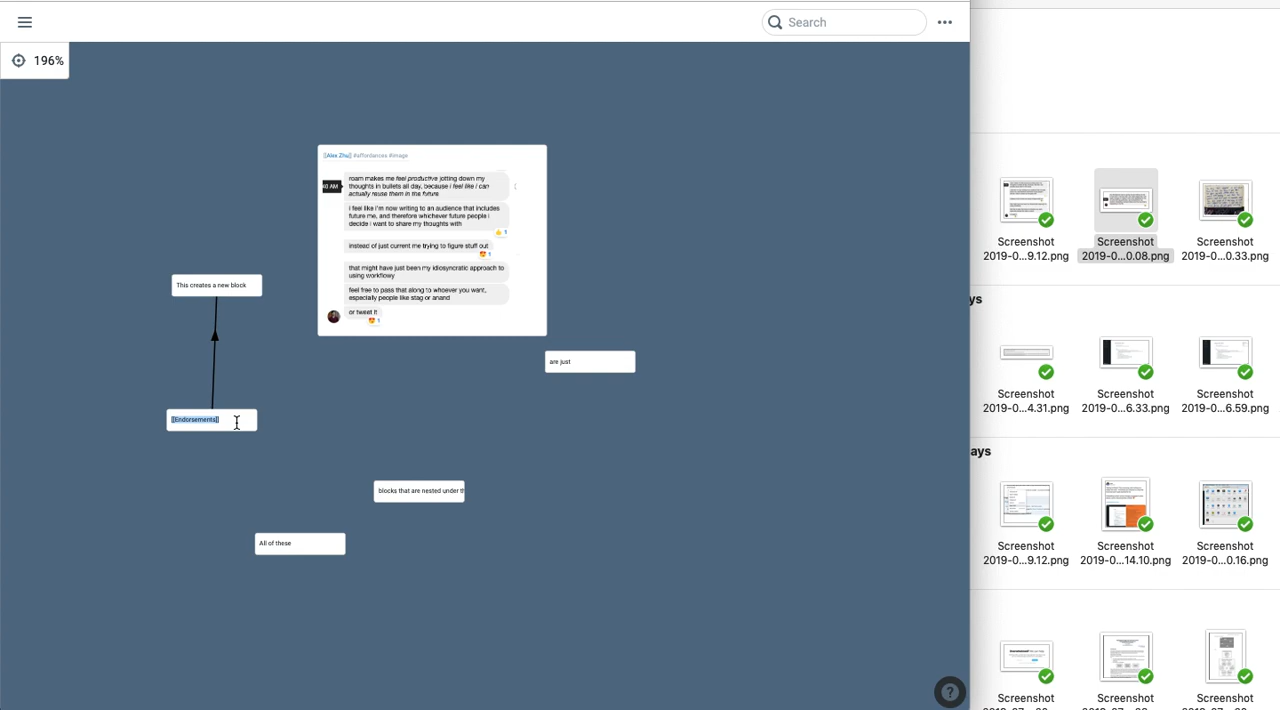 Search
196%
[[Alex Zhu]] #affordances #image
roam makes me feel productive jotting down my
thoughts in bullets all day, because i feel like i can
actually reuse them in the future
40 AM
i feel like i'm now writing to an audience that includes
future me, and therefore whichever future people i
decide i want to share my thoughts with
1
instead of just current me trying to figure stuff out
1
that might have just been my idiosyncratic approach to
using workflowy
feel free to pass that along to whoever you want,
especially people like stag or anand
or tweet it
1
This creates a new block
are just
[[Endorsements]]
blocks that are nested under th
All of these
?
Screenshot
2019-0...9.12.png
Screenshot
2019-0...0.08.png
Screenshot
2019-0...0.33.png
ys
Screenshot
2019-0...4.31.png
Screenshot
2019-0...6.33.png
Screenshot
2019-0...6.59.png
ays
Screenshot
2019-0...9.12.png
Screenshot
2019-0...14.10.png
Screenshot
2019-0...0.16.png
Screenshot
Screenshot
Screenshot